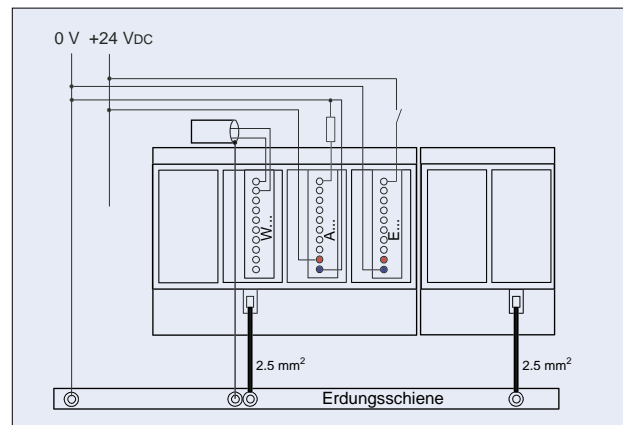 0 V +24 VDC
W...
A...
E...
2.5 mm²
2.5 mm²
Erdungsschiene